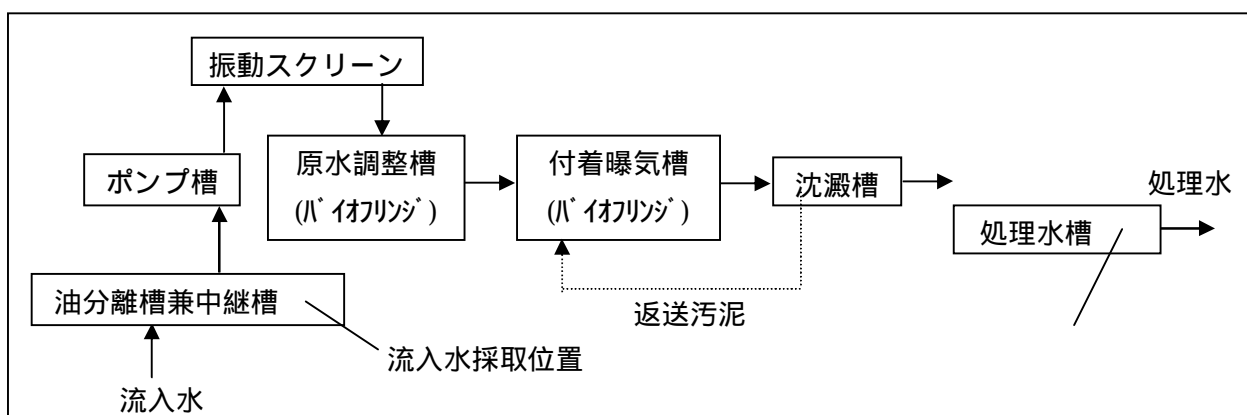 振動スクリーン
ポンプ槽
原水調整槽
(ﾊﾞｲｵﾌﾘﾝｼﾞ)
付着曝気槽
(ﾊﾞｲｵﾌﾘﾝｼﾞ)
沈澱槽
処理水
処理水槽
油分離槽兼中継槽
返送汚泥
流入水採取位置
流入水